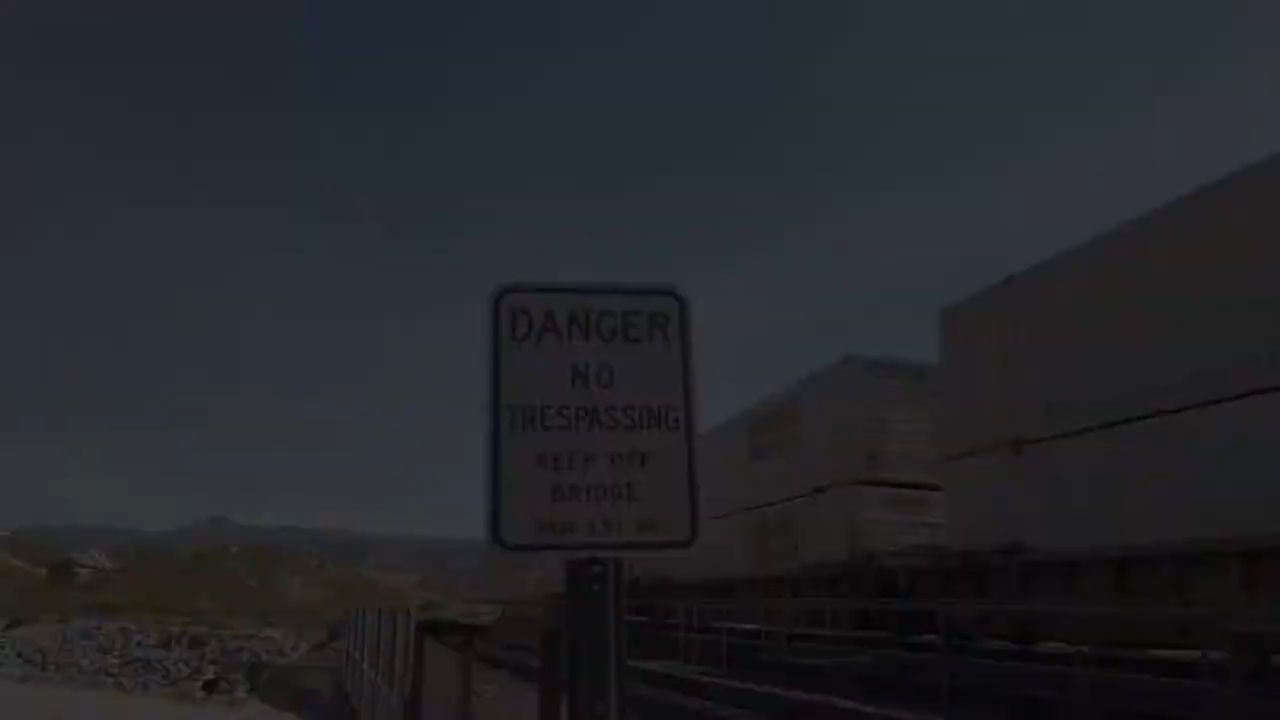 DANGER
NO
TRESPASSING
KEEP OFF
BRIDGE